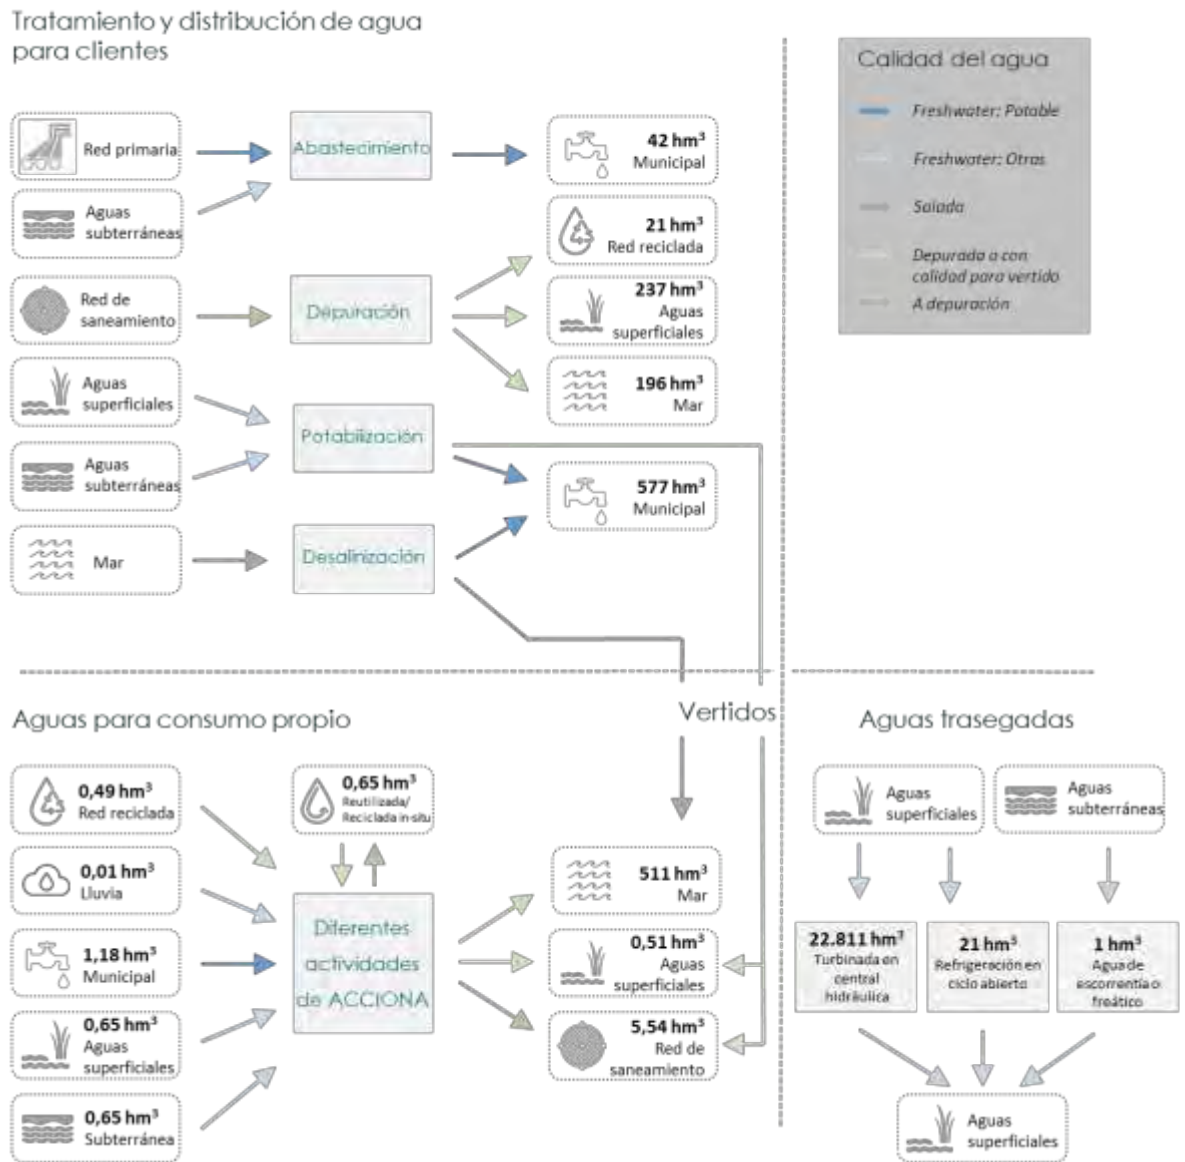 Tratamiento y distribución de agua
para clientes
Red primaria
Abastecimiento
42 hm³
Municipal
Aguas
subterráneas
21 hm³
Red reciclada
Red de
saneamiento
Depuración
237 hm³
Aguas
superficiales
196 hm³
Mar
Aguas
superficiales
Potabilización
Aguas
subterráneas
577 hm³
Municipal
Mar
Desalinización
Calidad del agua
Freshwater: Potable
Freshwater: Otras
Salada
Depurada o con
calidad para vertido
A depuración
Aguas para consumo propio
0,49 hm³
Red reciclada
0,65 hm³
Reutilizada/
Reciclada in-situ
0,01 hm³
Lluvia
1,18 hm³
Municipal
0,65 hm³
Aguas
superficiales
0,65 hm³
Subterránea
Diferentes
actividades
de ACCIONA
Vertidos
511 hm³
Mar
0,51 hm³
Aguas
superficiales
5,54 hm³
Red de
saneamiento
Aguas trasegadas
Aguas
superficiales
Aguas
subterráneas
22.811 hm³
Turbinada en
central
hidráulica
21 hm³
Refrigeración en
ciclo abierto
1 hm³
Agua de
escorrentía o
freático
Aguas
superficiales